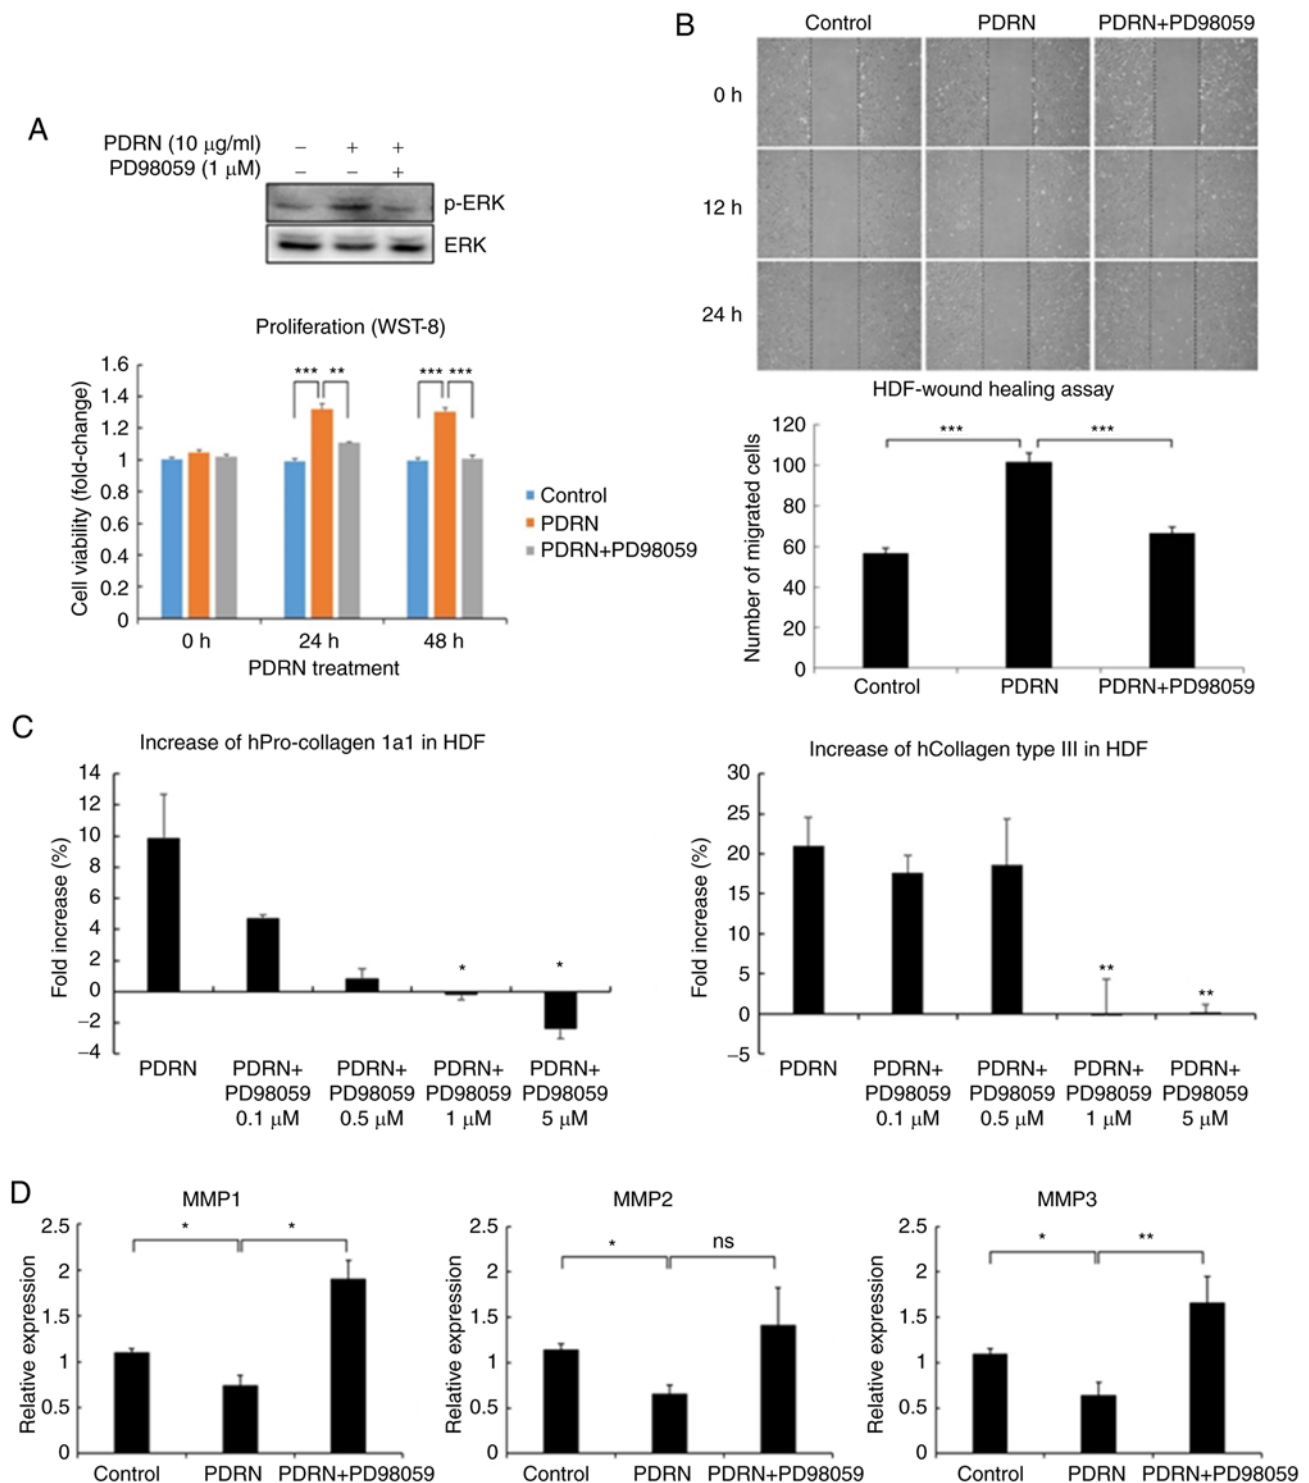 A
PDRN (10 μg/ml) − + +
PD98059 (1 μM) − − +
p-ERK
ERK
Proliferation (WST-8)
Cell viability (fold-change)
1.6
1.4
1.2
1
0.8
0.6
0.4
0.2
0
*** **
*** ***
0 h 24 h 48 h
PDRN treatment
Control
PDRN
PDRN+PD98059
B
Control PDRN PDRN+PD98059
0 h
12 h
24 h
HDF-wound healing assay
Number of migrated cells
120
100
80
60
40
20
0
*** ***
Control PDRN PDRN+PD98059
C
Increase of hPro-collagen 1a1 in HDF
Fold increase (%)
14
12
10
8
6
4
2
0
−2
−4
* *
PDRN PDRN+ PDRN+ PDRN+ PDRN+
PD98059 PD98059 PD98059 PD98059
0.1 μM 0.5 μM 1 μM 5 μM
Increase of hCollagen type III in HDF
Fold increase (%)
30
25
20
15
10
5
0
−5
** **
PDRN PDRN+ PDRN+ PDRN+ PDRN+
PD98059 PD98059 PD98059 PD98059
0.1 μM 0.5 μM 1 μM 5 μM
D
MMP1
Relative expression
2.5
2
1.5
1
0.5
0
* *
Control PDRN PDRN+PD98059
MMP2
Relative expression
2.5
2
1.5
1
0.5
0
* ns
Control PDRN PDRN+PD98059
MMP3
Relative expression
2.5
2
1.5
1
0.5
0
* **
Control PDRN PDRN+PD98059